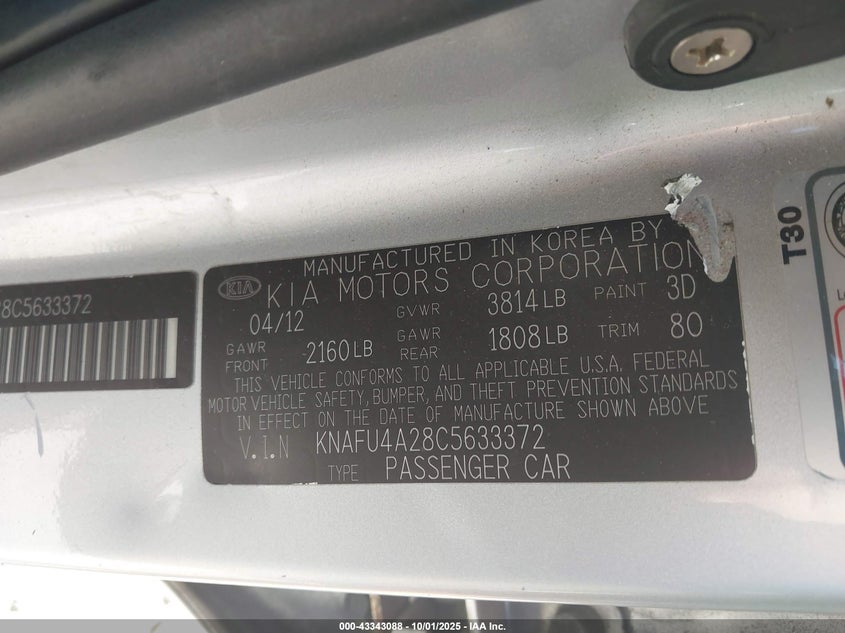 28C5633372
MANUFACTURED IN KOREA BY
KIA KIA MOTORS CORPORATION
04/12 GVWR 3814LB PAINT 3D
GAWR FRONT 2160LB GAWR REAR 1808LB TRIM 80
THIS VEHICLE CONFORMS TO ALL APPLICABLE U.S.A. FEDERAL
MOTOR VEHICLE SAFETY, BUMPER, AND THEFT PREVENTION STANDARDS
IN EFFECT ON THE DATE OF MANUFACTURE SHOWN ABOVE
V.I.N KNAFU4A28C5633372
TYPE PASSENGER CAR
T30
000-43343088 - 10/01/2025 - IAA Inc.